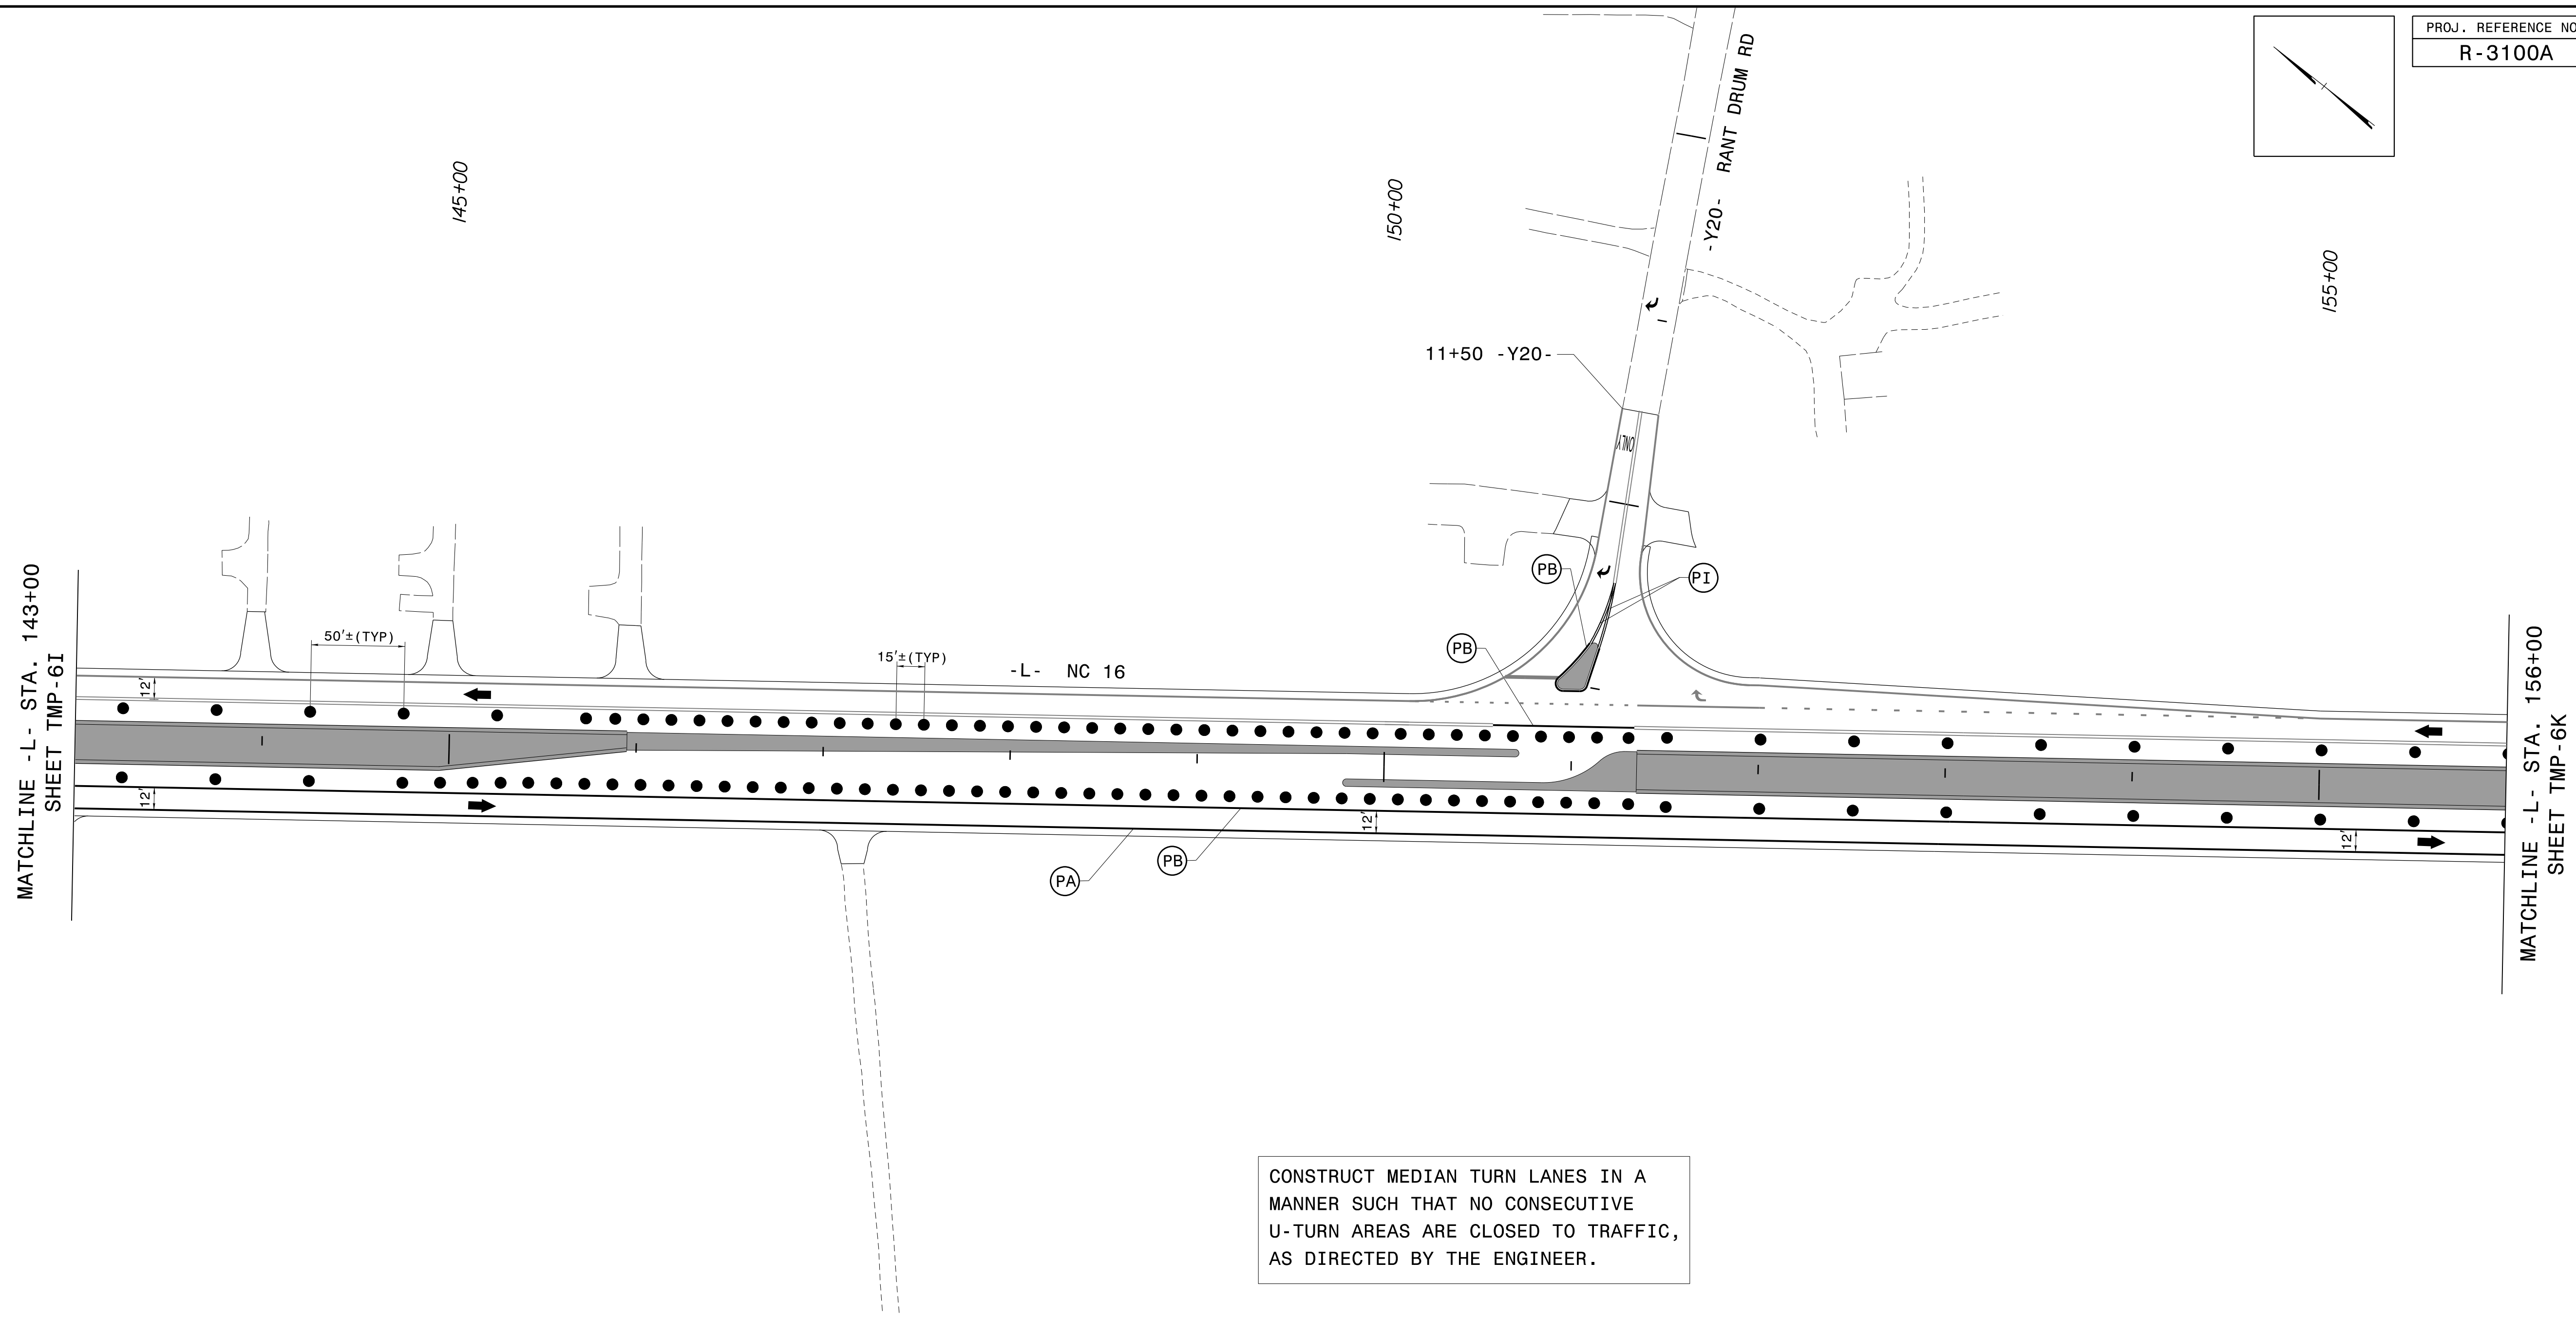 PROJ. REFERENCE NO
R-3100A
-Y20- RANT DRUM RD
145+00
150+00
155+00
11+50 -Y20-
ONLY
PB
PI
PB
MATCHLINE -L- STA. 143+00
SHEET TMP-6I
50'±(TYP)
15'±(TYP)
-L- NC 16
12'
12'
12'
12'
PA
PB
MATCHLINE -L- STA. 156+00
SHEET TMP-6K
CONSTRUCT MEDIAN TURN LANES IN A
MANNER SUCH THAT NO CONSECUTIVE
U-TURN AREAS ARE CLOSED TO TRAFFIC,
AS DIRECTED BY THE ENGINEER.